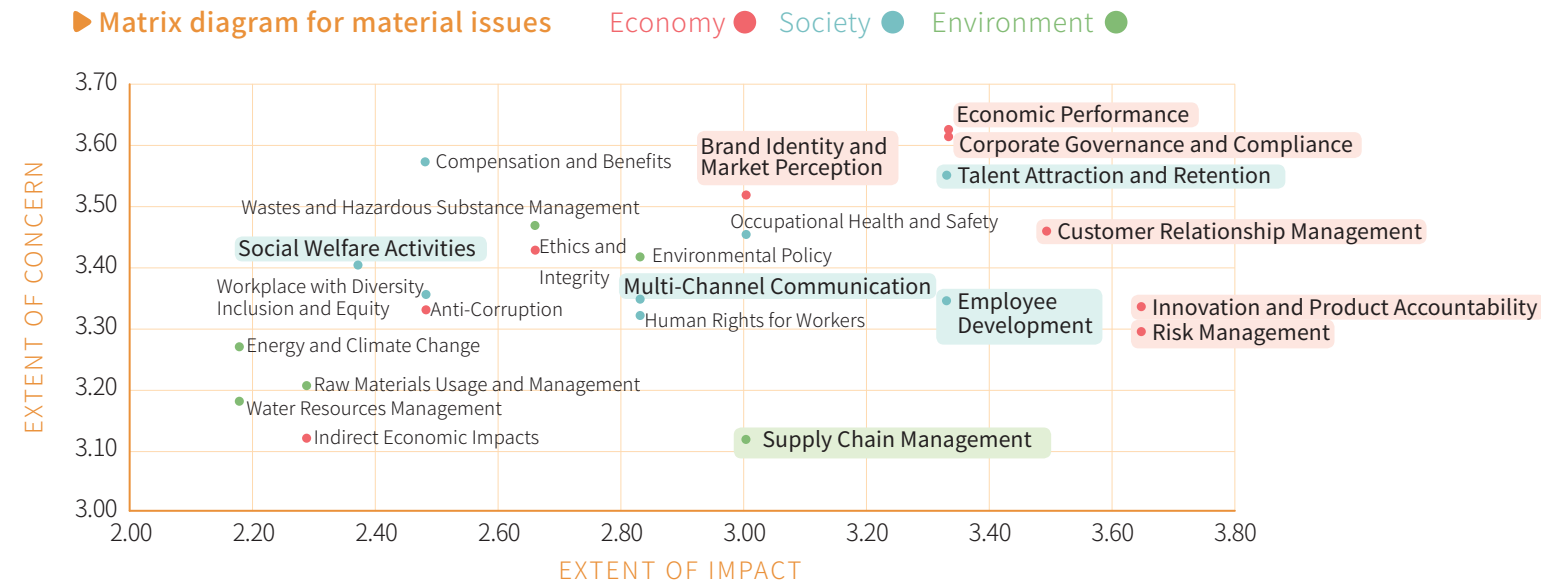 Matrix diagram for material issues
Economy
Society
Environment
EXTENT OF CONCERN
3.70
3.60
3.50
3.40
3.30
3.20
3.10
3.00
Economic Performance
Corporate Governance and Compliance
Brand Identity and
Market Perception
Compensation and Benefits
Talent Attraction and Retention
Wastes and Hazardous Substance Management
Occupational Health and Safety
Customer Relationship Management
Social Welfare Activities
Ethics and
Integrity
Environmental Policy
Workplace with Diversity
Inclusion and Equity
Multi-Channel Communication
Anti-Corruption
Human Rights for Workers
Employee
Development
Innovation and Product Accountability
Risk Management
Energy and Climate Change
Raw Materials Usage and Management
Water Resources Management
Indirect Economic Impacts
Supply Chain Management
2.00
2.20
2.40
2.60
2.80
3.00
3.20
3.40
3.60
3.80
EXTENT OF IMPACT